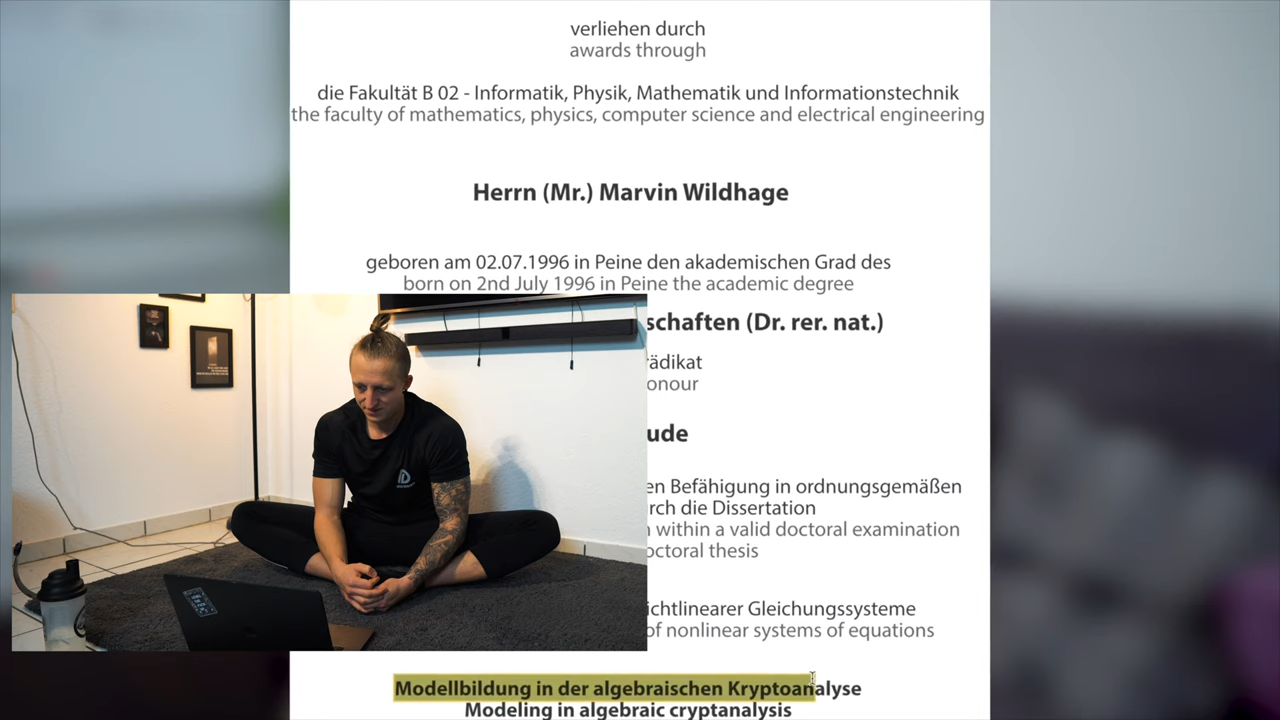 verliehen durch
awards through
die Fakultät B 02 - Informatik, Physik, Mathematik und Informationstechnik
the faculty of mathematics, physics, computer science and electrical engineering
Herrn (Mr.) Marvin Wildhage
geboren am 02.07.1996 in Peine den akademischen Grad des
born on 2nd July 1996 in Peine the academic degree
schaften (Dr. rer. nat.)
rädikat
onour
ude
en Befähigung in ordnungsgemäßen
rch die Dissertation
n within a valid doctoral examination
octoral thesis
ichtlinearer Gleichungssysteme
of nonlinear systems of equations
Modellbildung in der algebraischen Kryptoanalyse
Modeling in algebraic cryptanalysis